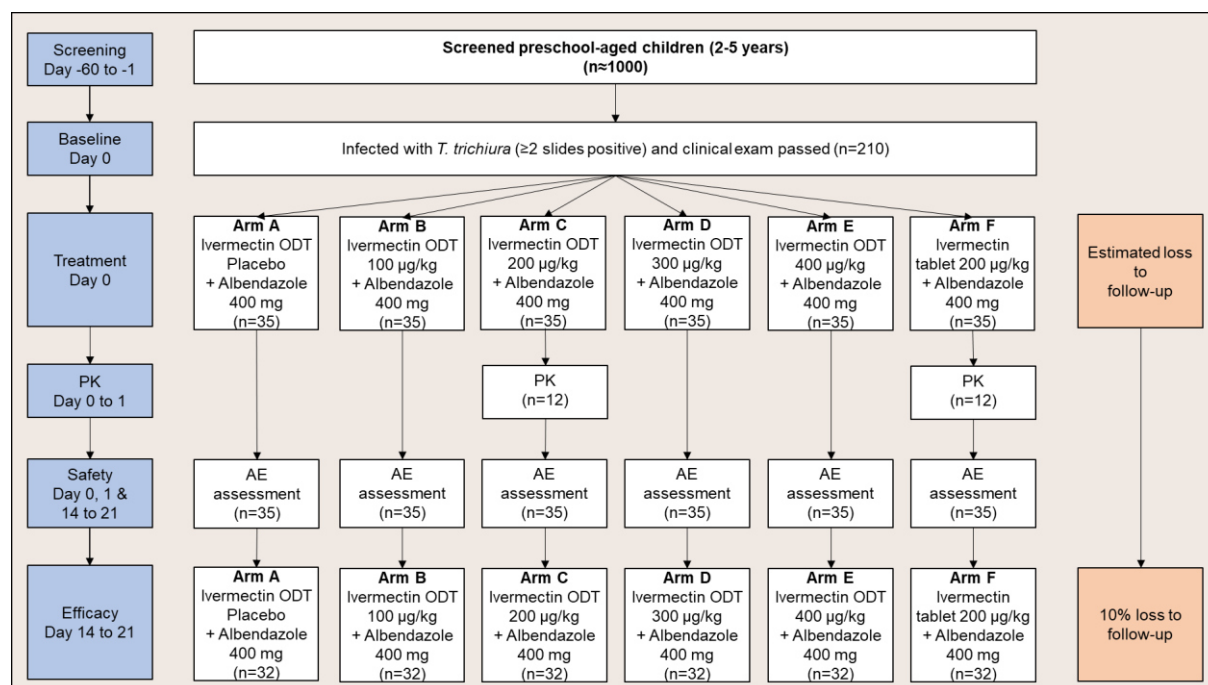 Screening
Day -60 to -1
Screened preschool-aged children (2-5 years)
(n≈1000)
Baseline
Day 0
Infected with T. trichiura (≥2 slides positive) and clinical exam passed (n=210)
Treatment
Day 0
Arm A
Ivermectin ODT
Placebo
+ Albendazole
400 mg
(n=35)
Arm B
Ivermectin ODT
100 µg/kg
+ Albendazole
400 mg
(n=35)
Arm C
Ivermectin ODT
200 µg/kg
+ Albendazole
400 mg
(n=35)
Arm D
Ivermectin ODT
300 µg/kg
+ Albendazole
400 mg
(n=35)
Arm E
Ivermectin ODT
400 µg/kg
+ Albendazole
400 mg
(n=35)
Arm F
Ivermectin
tablet 200 µg/kg
+ Albendazole
400 mg
(n=35)
Estimated loss
to
follow-up
PK
Day 0 to 1
PK
(n=12)
PK
(n=12)
Safety
Day 0, 1 &
14 to 21
AE
assessment
(n=35)
AE
assessment
(n=35)
AE
assessment
(n=35)
AE
assessment
(n=35)
AE
assessment
(n=35)
AE
assessment
(n=35)
Efficacy
Day 14 to 21
Arm A
Ivermectin ODT
Placebo
+ Albendazole
400 mg
(n=32)
Arm B
Ivermectin ODT
100 µg/kg
+ Albendazole
400 mg
(n=32)
Arm C
Ivermectin ODT
200 µg/kg
+ Albendazole
400 mg
(n=32)
Arm D
Ivermectin ODT
300 µg/kg
+ Albendazole
400 mg
(n=32)
Arm E
Ivermectin ODT
400 µg/kg
+ Albendazole
400 mg
(n=32)
Arm F
Ivermectin
tablet 200 µg/kg
+ Albendazole
400 mg
(n=32)
10% loss to
follow-up